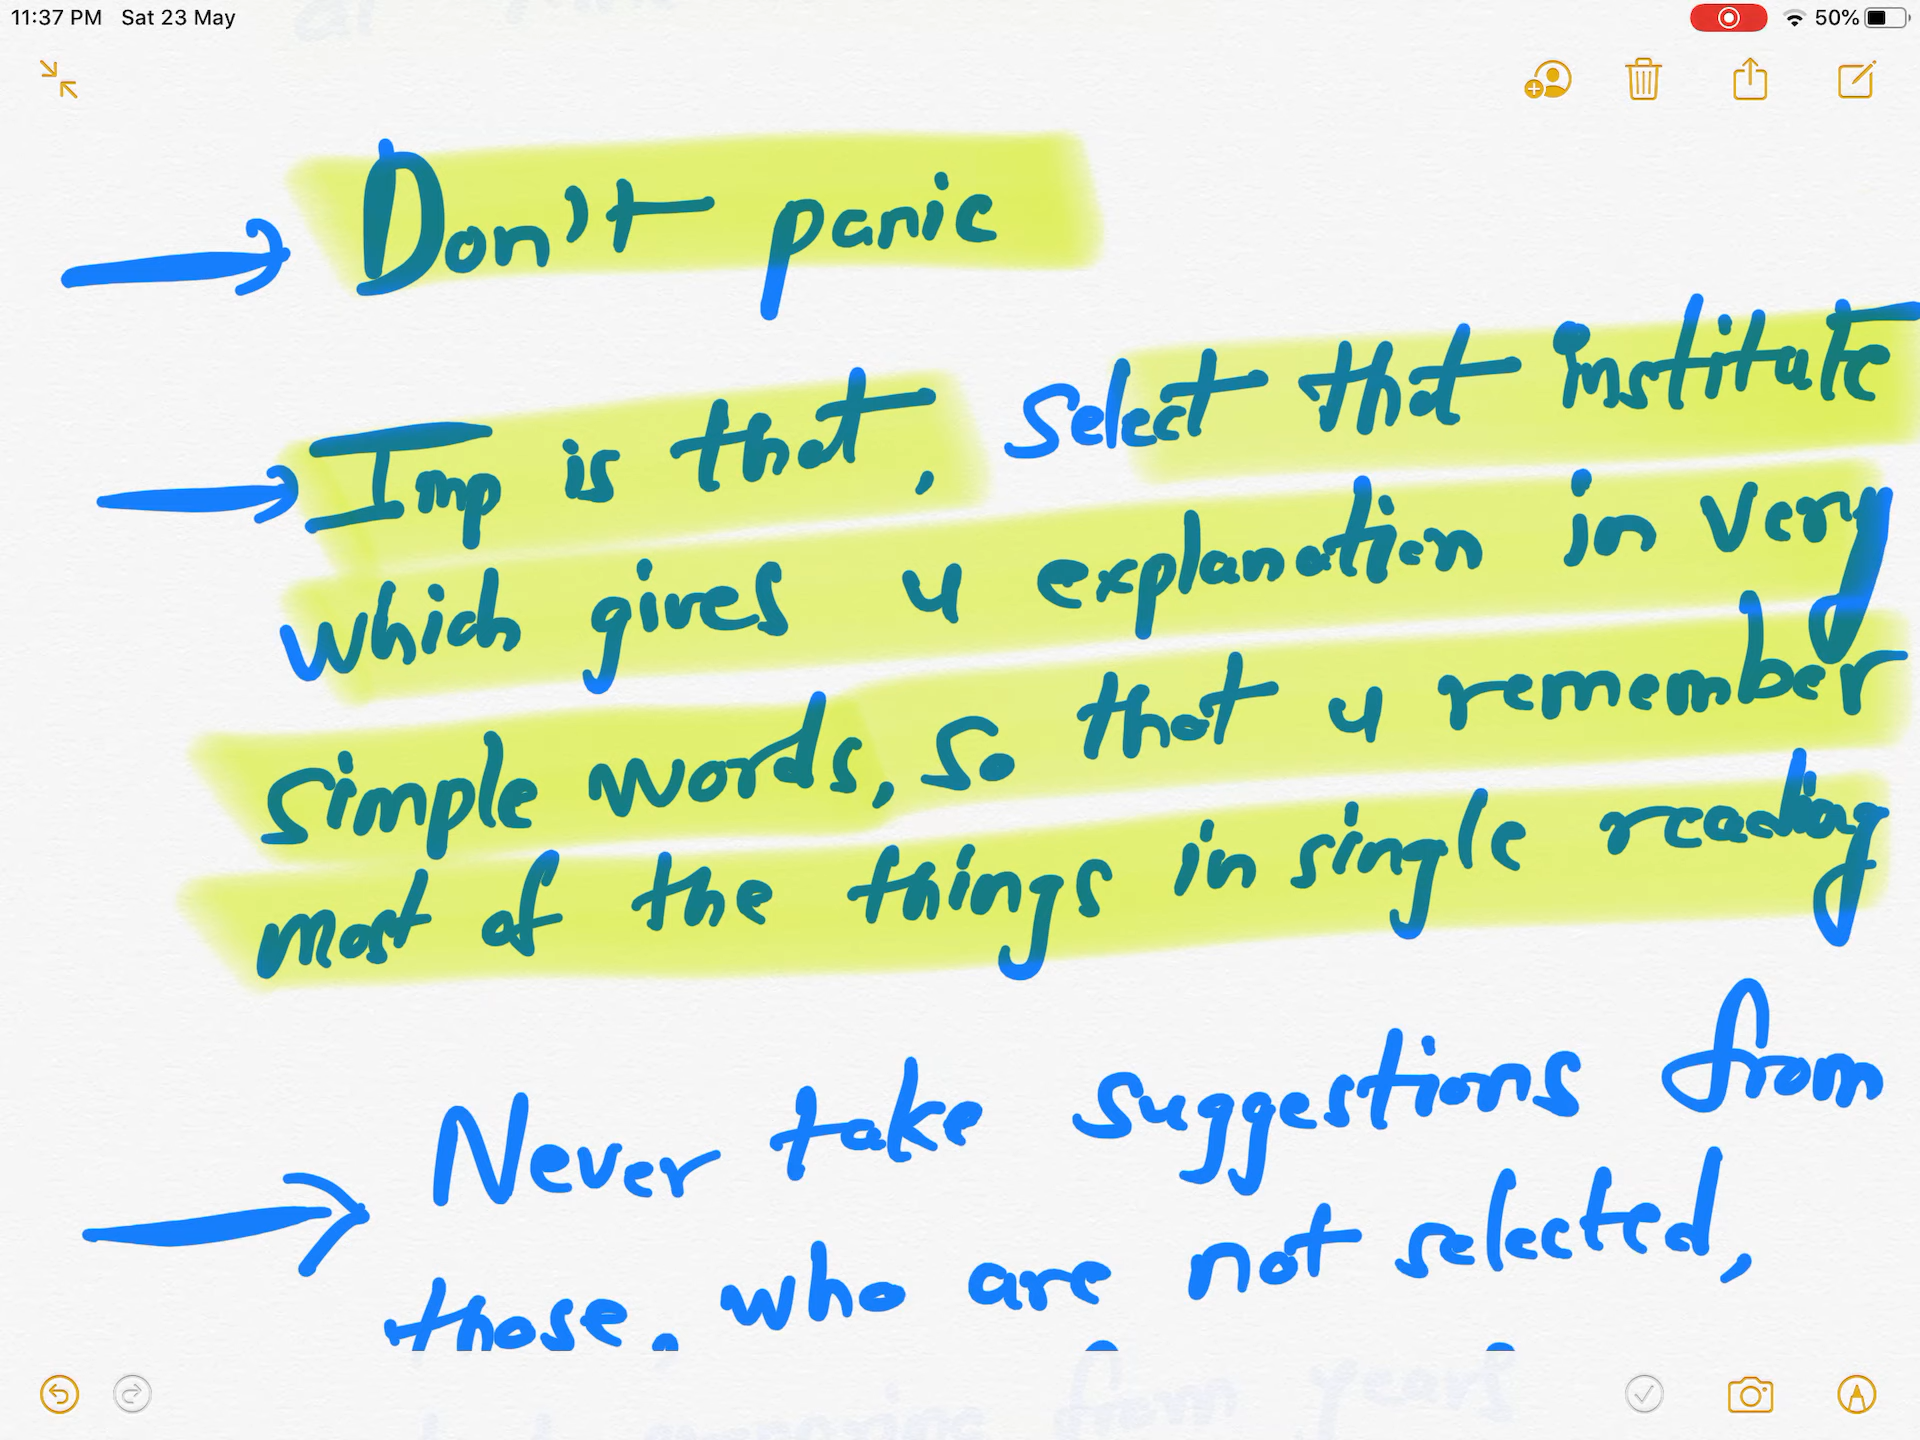 11:37 PM Sat 23 May 50%
Don't panic
Imp is that, select that institute
which gives u explanation in very
simple words, so that u remember
most of the things in single reading
Never take suggestions from
those, who are not selected,
from years